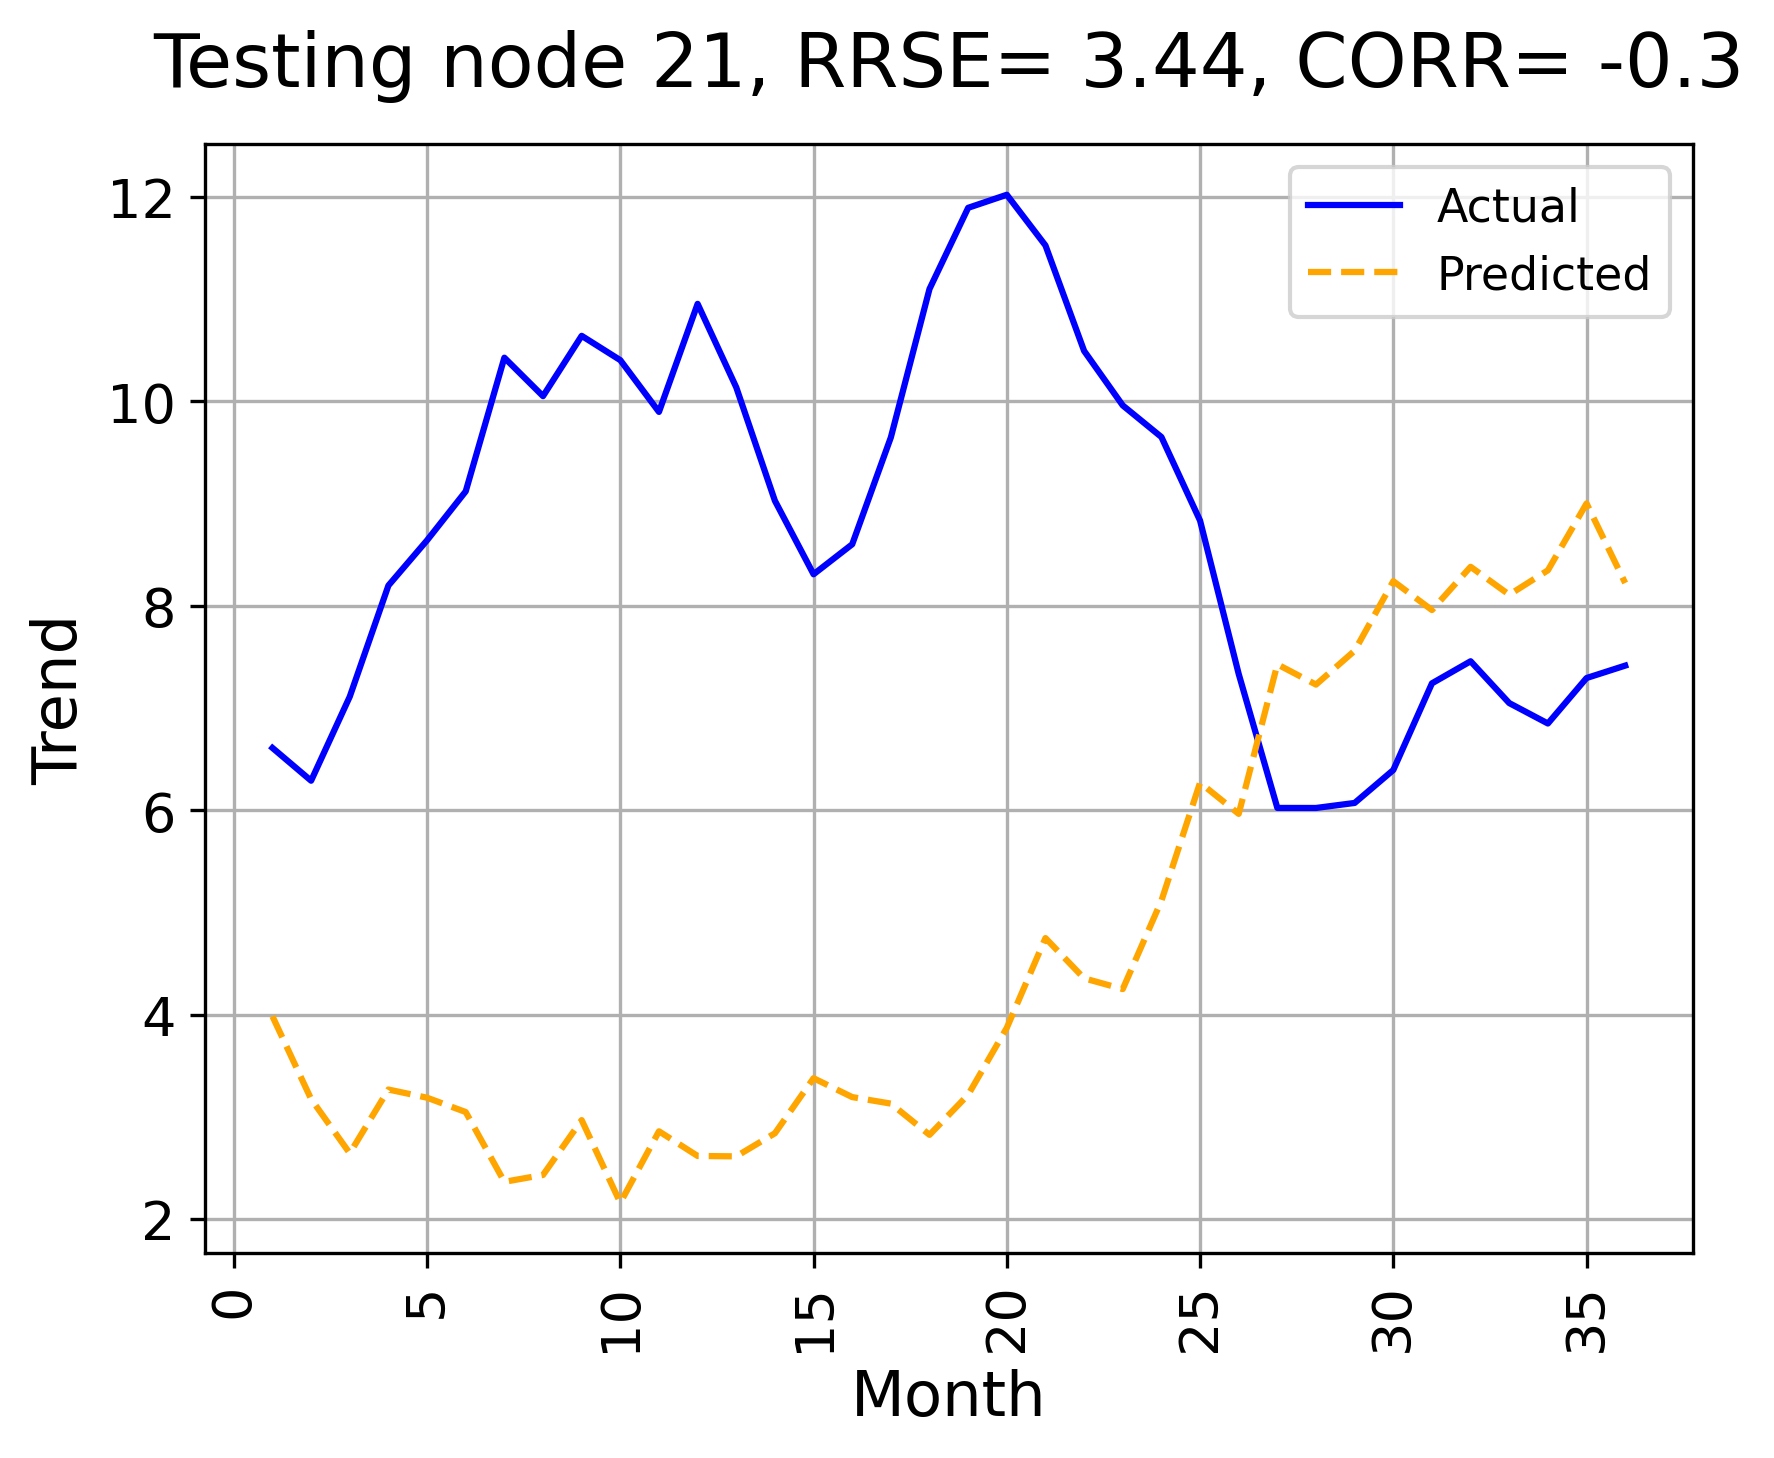 Testing node 21, RRSE= 3.44, CORR= -0.3
Actual
Predicted
12
10
8
6
4
2
Trend
0 5 10 15 20 25 30 35
Month